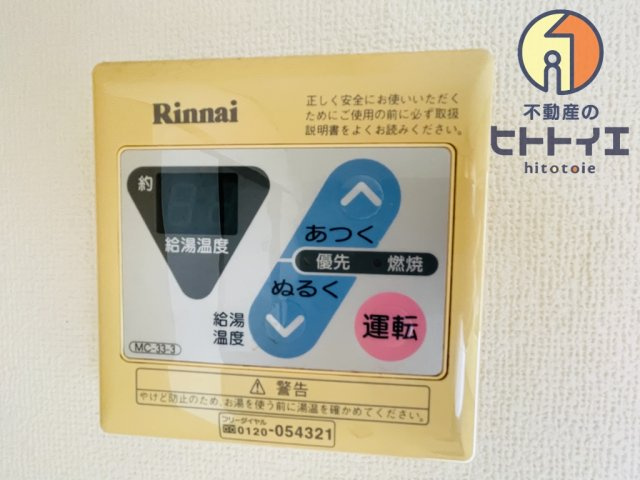 不動産の
ヒトトイエ
hitotoie
Rinnai
正しく安全にお使いいただく
ためにご使用の前に必ず取扱
説明書をよくお読みください。
約
給湯温度
あつく
優先 燃焼
ぬるく
給湯
温度
運転
MC-33-3
警告
やけど防止のため、お湯を使う前に湯温を確かめてください。
フリーダイヤル
0120-054321